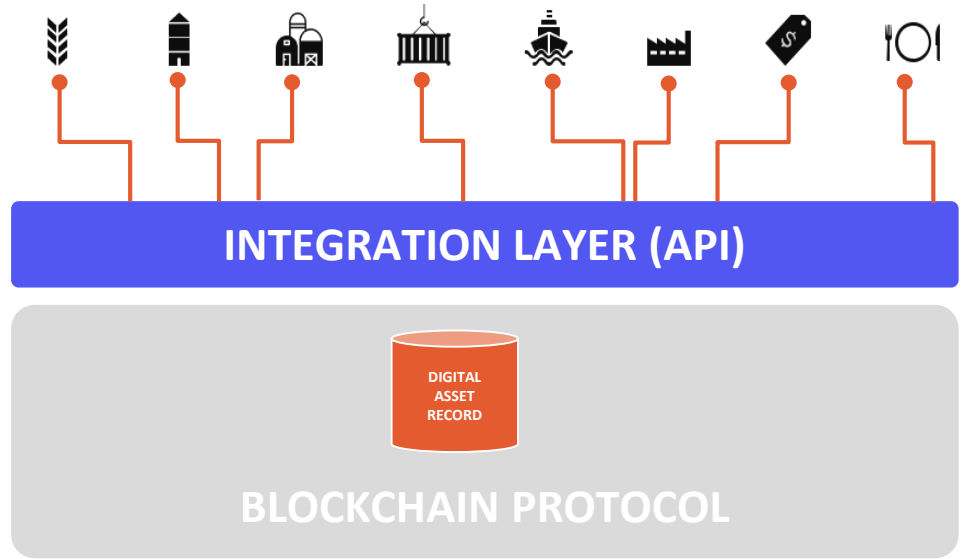 $
INTEGRATION LAYER (API)
DIGITAL
ASSET
RECORD
BLOCKCHAIN PROTOCOL